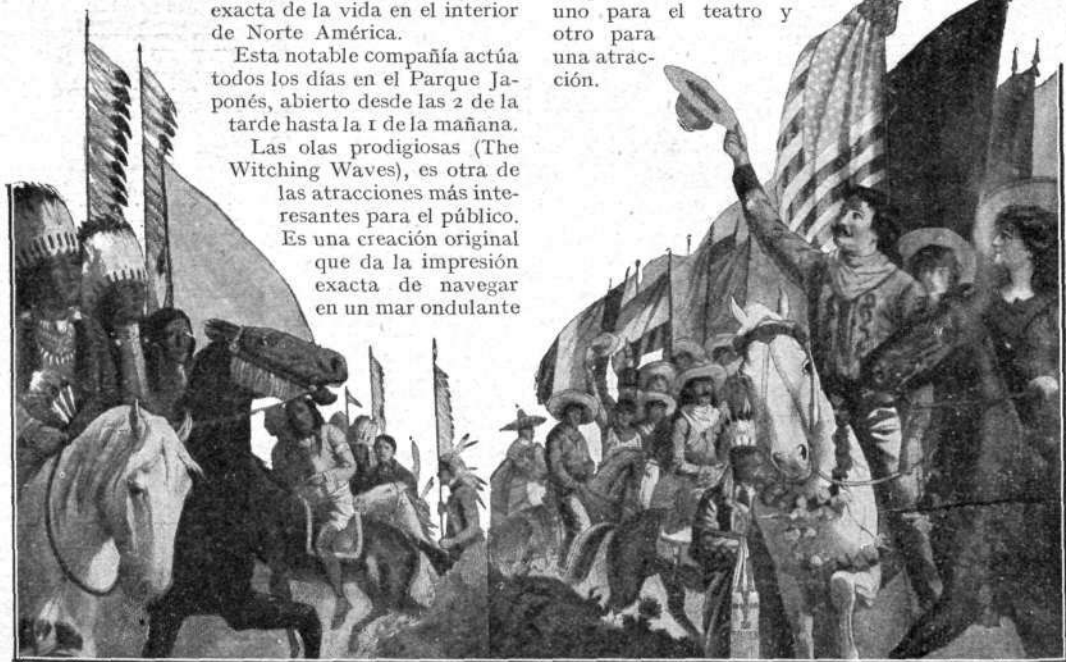 exacta de la vida en el interior
de Norte América.
Esta notable compañía actúa
todos los días en el Parque Ja-
ponés, abierto desde las 2 de la
tarde hasta la 1 de la mañana.
Las olas prodigiosas (The
Witching Waves), es otra de
las atracciones más inte-
resantes para el público.
Es una creación original
que da la impresión
exacta de navegar
en un mar ondulante
uno para el teatro y
otro para
una atrac-
ción.